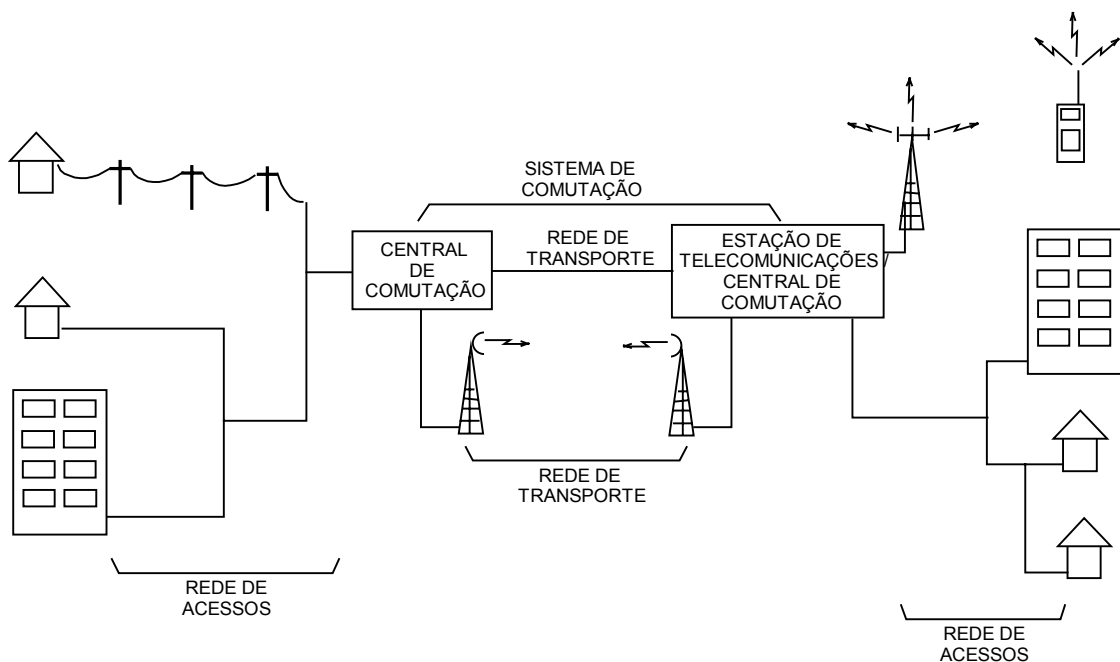 SISTEMA DE
COMUTAÇÃO
CENTRAL
DE
COMUTAÇÃO
REDE DE
TRANSPORTE
ESTAÇÃO DE
TELECOMUNICAÇÕES
CENTRAL DE
COMUTAÇÃO
REDE DE
TRANSPORTE
REDE DE
ACESSOS
REDE DE
ACESSOS